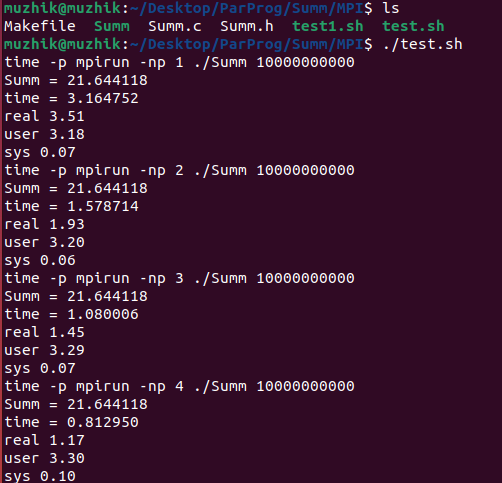 muzhik@muzhik:~/Desktop/ParProg/Summ/MPI$ ls
Makefile  Summ  Summ.c  Summ.h  test1.sh  test.sh
muzhik@muzhik:~/Desktop/ParProg/Summ/MPI$ ./test.sh
time -p mpirun -np 1 ./Summ 10000000000
Summ = 21.644118
time = 3.164752
real 3.51
user 3.18
sys 0.07
time -p mpirun -np 2 ./Summ 10000000000
Summ = 21.644118
time = 1.578714
real 1.93
user 3.20
sys 0.06
time -p mpirun -np 3 ./Summ 10000000000
Summ = 21.644118
time = 1.080006
real 1.45
user 3.29
sys 0.07
time -p mpirun -np 4 ./Summ 10000000000
Summ = 21.644118
time = 0.812950
real 1.17
user 3.30
sys 0.10